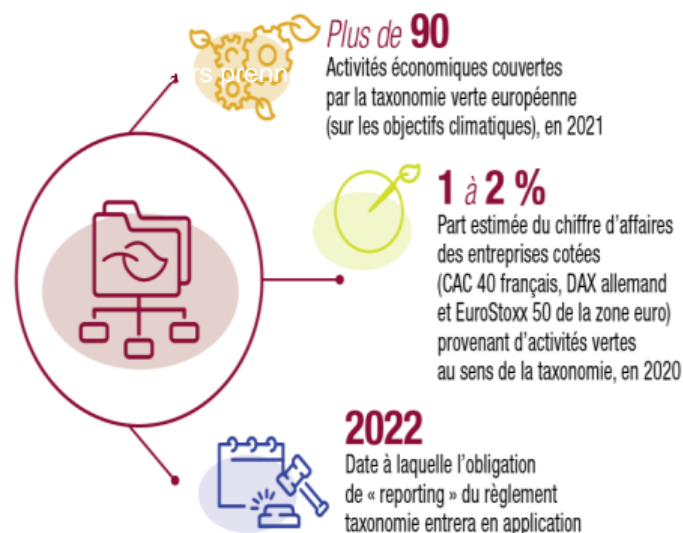 Plus de 90
Activités économiques couvertes
par la taxonomie verte européenne
(sur les objectifs climatiques), en 2021
1 à 2 %
Part estimée du chiffre d’affaires
des entreprises cotées
(CAC 40 français, DAX allemand
et EuroStoxx 50 de la zone euro)
provenant d’activités vertes
au sens de la taxonomie, en 2020
2022
Date à laquelle l’obligation
de « reporting » du règlement
taxonomie entrera en application